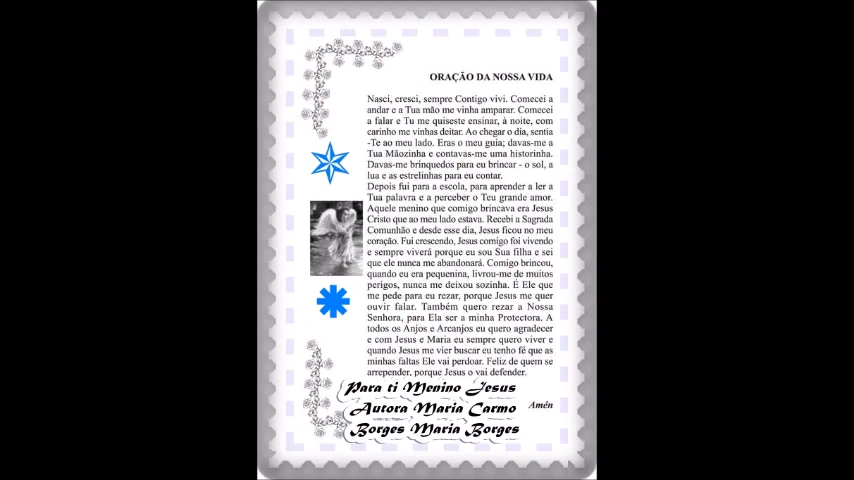 ORAÇÃO DA NOSSA VIDA
Nasci, cresci, sempre Contigo vivi. Comecei a
andar e a Tua mão me vinha amparar. Comecei
a falar e Tu me quiseste ensinar, à noite, com
carinho me vinhas deitar. Ao chegar o dia, sentia
-Te ao meu lado. Eras o meu guia; davas-me a
Tua Mãozinha e contavas-me uma historinha.
Davas-me brinquedos para eu brincar - o sol, a
lua e as estrelinhas para eu contar.
Depois fui para a escola, para aprender a ler a
Tua palavra e a perceber o Teu grande amor.
Aquele menino que comigo brincava era Jesus
Cristo que ao meu lado estava. Recebi a Sagrada
Comunhão e desde esse dia, Jesus ficou no meu
coração. Fui crescendo, Jesus comigo foi vivendo
e sempre viverá porque eu sou Sua filha e sei
que ele nunca me abandonará. Comigo brincou,
quando eu era pequenina, livrou-me de muitos
perigos, nunca me deixou sozinha. É Ele que
me pede para eu rezar, porque Jesus me quer
ouvir falar. Também quero rezar a Nossa
Senhora, para Ela ser a minha Protectora. A
todos os Anjos e Arcanjos eu quero agradecer
e com Jesus e Maria eu sempre quero viver e
quando Jesus me vier buscar eu tenho fé que as
minhas faltas Ele vai perdoar. Feliz de quem se
arrepender, porque Jesus o vai defender.
Para ti Menino Jesus
Amén
Autora Maria Carmo
Borges Maria Borges